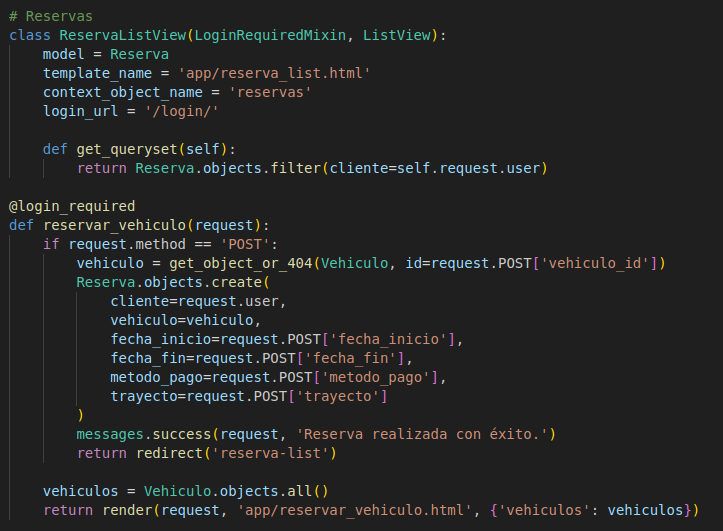 # Reservas
class ReservaListView(LoginRequiredMixin, ListView):
    model = Reserva
    template_name = 'app/reserva_list.html'
    context_object_name = 'reservas'
    login_url = '/login/'

    def get_queryset(self):
        return Reserva.objects.filter(cliente=self.request.user)

@login_required
def reservar_vehiculo(request):
    if request.method == 'POST':
        vehiculo = get_object_or_404(Vehiculo, id=request.POST['vehiculo_id'])
        Reserva.objects.create(
            cliente=request.user,
            vehiculo=vehiculo,
            fecha_inicio=request.POST['fecha_inicio'],
            fecha_fin=request.POST['fecha_fin'],
            metodo_pago=request.POST['metodo_pago'],
            trayecto=request.POST['trayecto']
        )
        messages.success(request, 'Reserva realizada con éxito.')
        return redirect('reserva-list')

    vehiculos = Vehiculo.objects.all()
    return render(request, 'app/reservar_vehiculo.html', {'vehiculos': vehiculos})